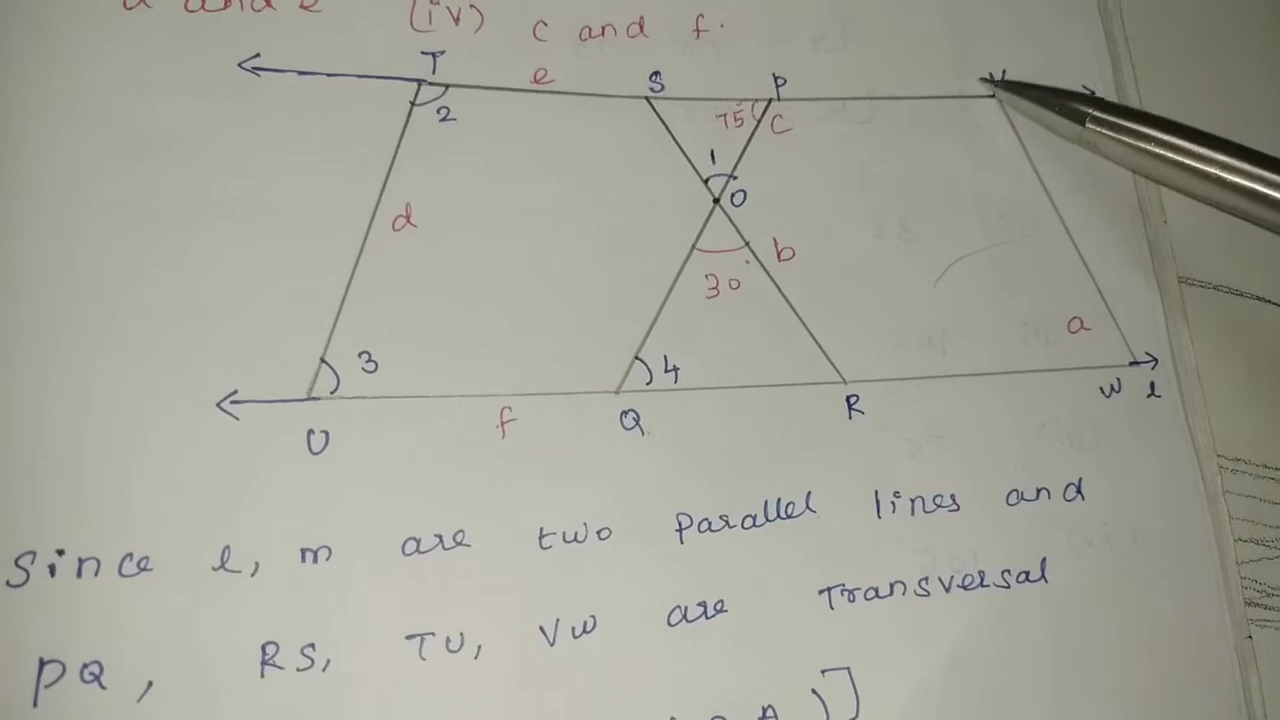 (iv) c and f.
T e S P
2 75° C
1
O
d b
30
a
3 4
U f Q R W l
Since l, m are two parallel lines and
PQ, RS, TU, VW are Transversal